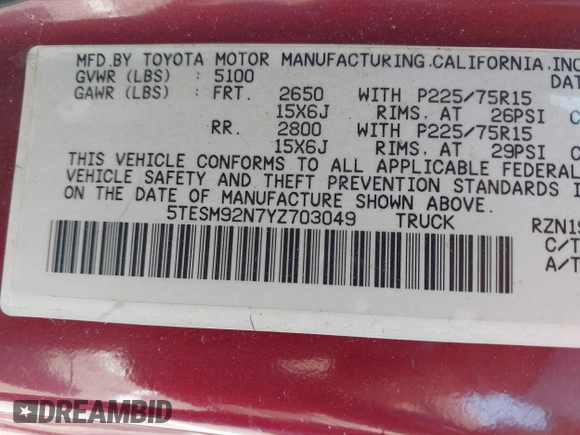 MFD.BY TOYOTA MOTOR MANUFACTURING.CALIFORNIA.INC
GVWR (LBS) : 5100 DAT
GAWR (LBS) : FRT. 2650 WITH P225/75R15
15X6J RIMS. AT 26PSI C
RR. 2800 WITH P225/75R15
15X6J RIMS. AT 29PSI C
THIS VEHICLE CONFORMS TO ALL APPLICABLE FEDERAL
VEHICLE SAFETY AND THEFT PREVENTION STANDARDS I
ON THE DATE OF MANUFACTURE SHOWN ABOVE.
5TESM92N7YZ703049 TRUCK RZN19
C/T
A/T
DREAMBID